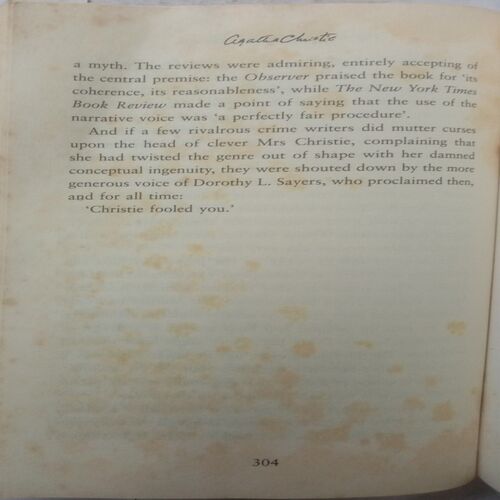 Agatha Christie
a myth. The reviews were admiring, entirely accepting of
the central premise: the Observer praised the book for 'its
coherence, its reasonableness', while The New York Times
Book Review made a point of saying that the use of the
narrative voice was 'a perfectly fair procedure'.
And if a few rivalrous crime writers did mutter curses
upon the head of clever Mrs Christie, complaining that
she had twisted the genre out of shape with her damned
conceptual ingenuity, they were shouted down by the more
generous voice of Dorothy L. Sayers, who proclaimed then,
and for all time:
'Christie fooled you.'
304